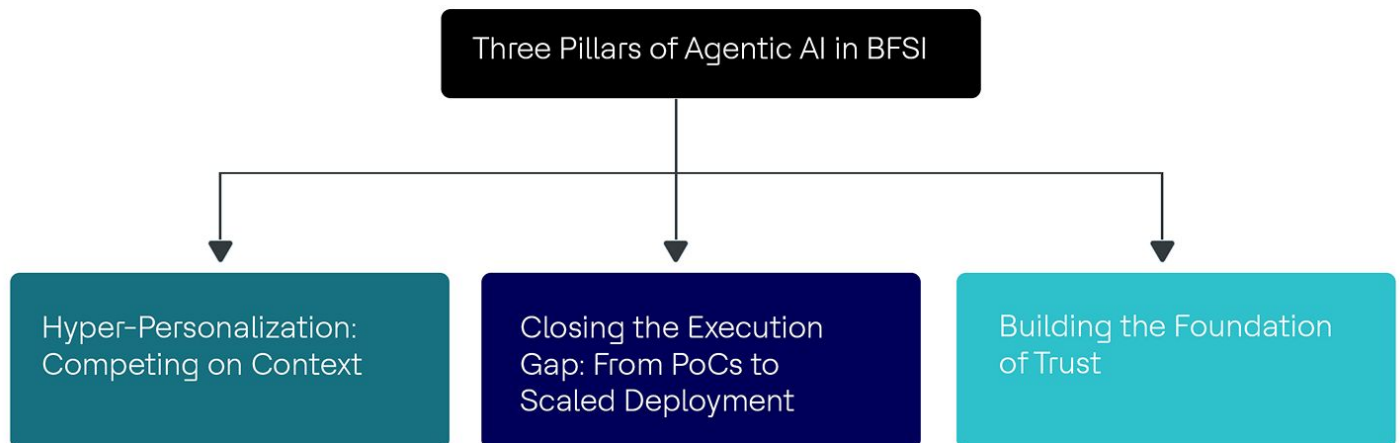 Three Pillars of Agentic AI in BFSI
Hyper-Personalization:
Competing on Context
Closing the Execution
Gap: From PoCs to
Scaled Deployment
Building the Foundation
of Trust